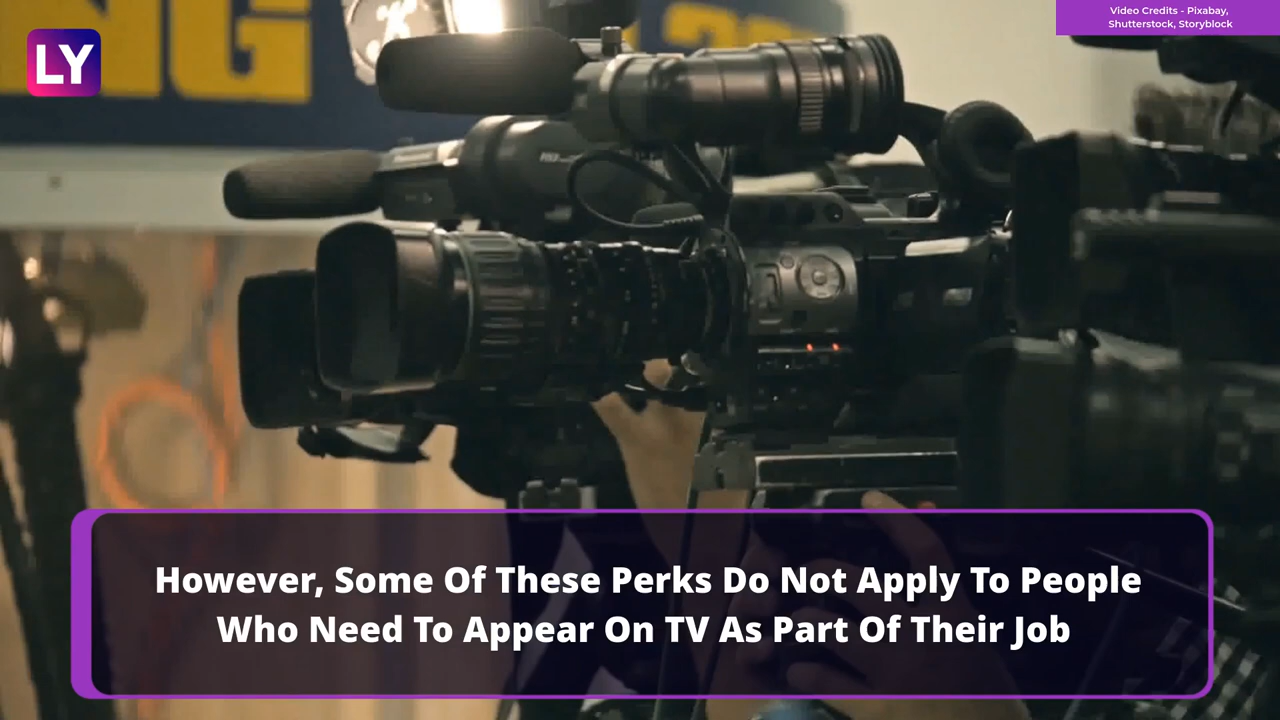 Video Credits - Pixabay,
Shutterstock, Storyblock
LY
NG
However, Some Of These Perks Do Not Apply To People
Who Need To Appear On TV As Part Of Their Job